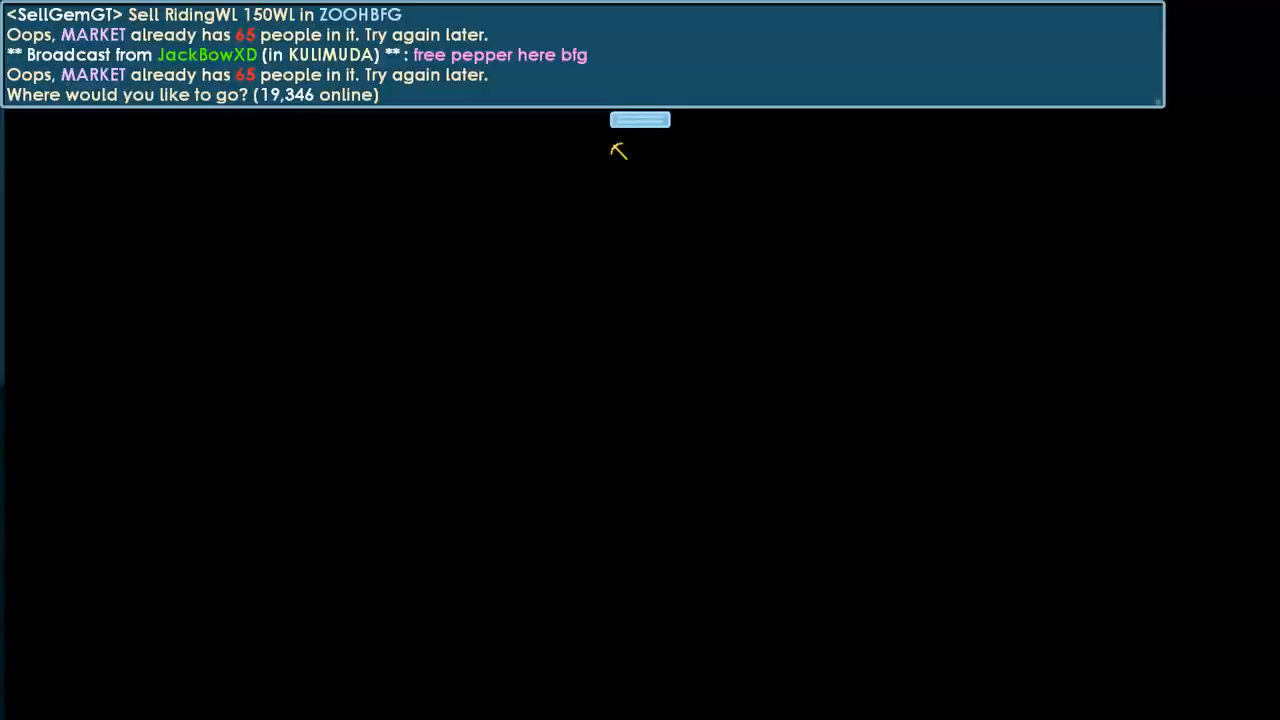 <SellGemGT> Sell RidingWL 150WL in ZOOHBFG
Oops, MARKET already has 65 people in it. Try again later.
** Broadcast from JackBowXD (in KULIMUDA) ** : free pepper here bfg
Oops, MARKET already has 65 people in it. Try again later.
Where would you like to go? (19,346 online)